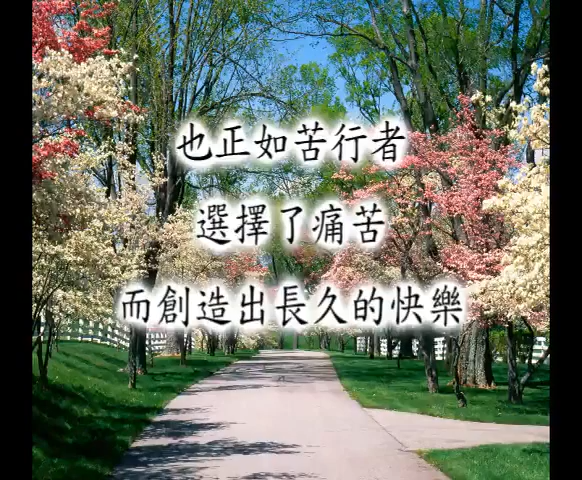 也正如苦行者
選擇了痛苦
而創造出長久的快樂